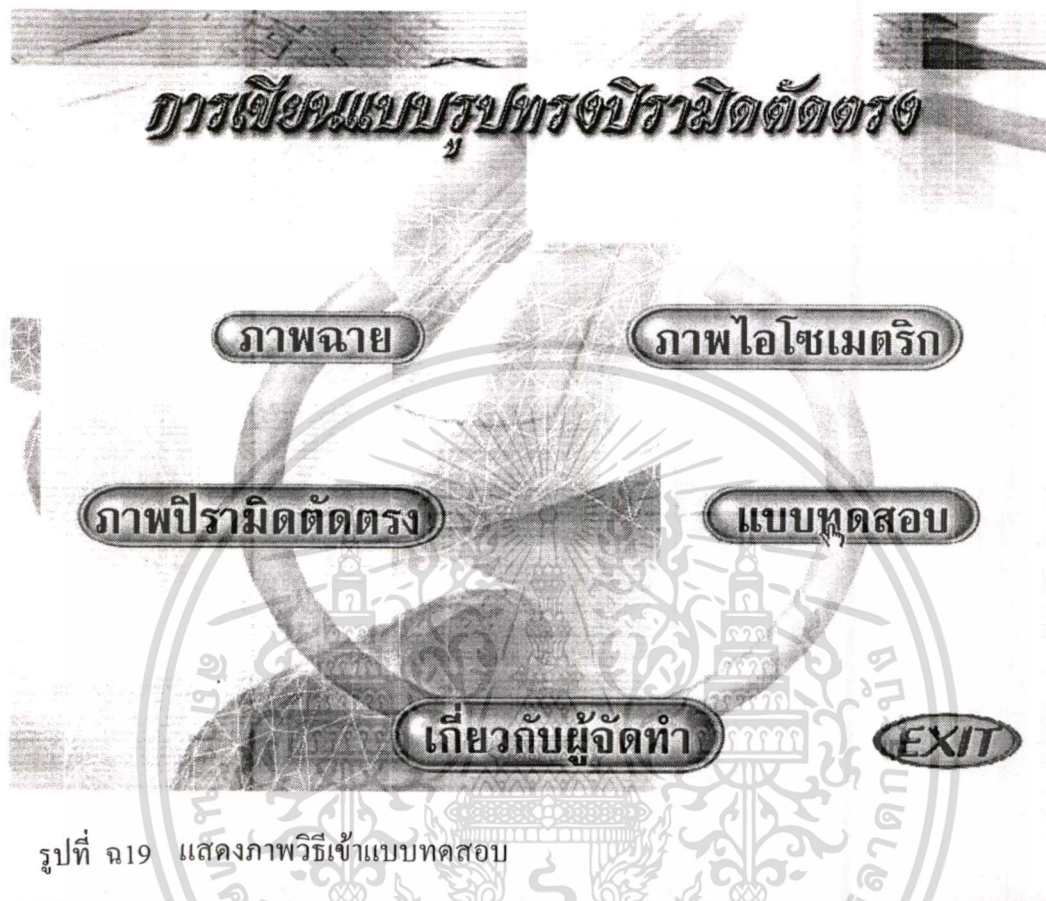 การเขียนแบบรูปทรงปิรามิดตัดตรง
ภาพฉาย
ภาพไอโซเมตริก
ภาพปิรามิดตัดตรง
แบบทดสอบ
เกี่ยวกับผู้จัดทำ
EXIT
รูปที่ ฉ19 แสดงภาพวิธีเข้าแบบทดสอบ